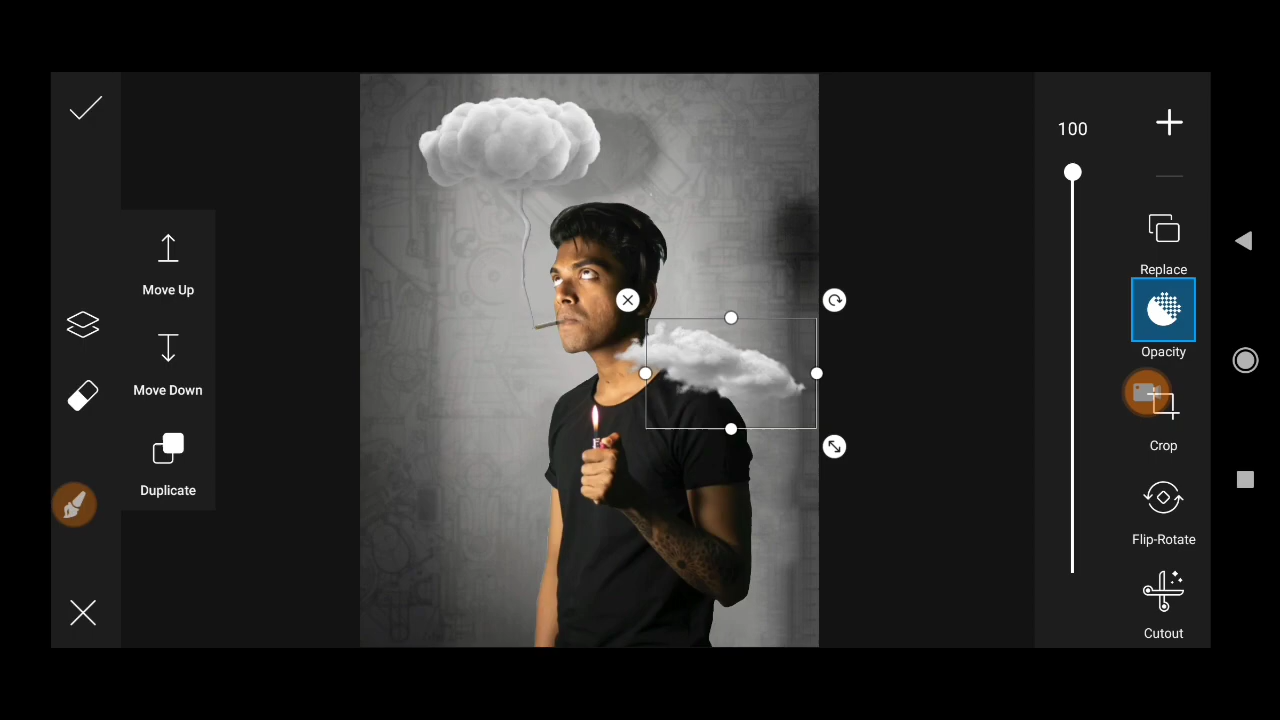 100
Move Up
Move Down
Duplicate
Replace
Opacity
Crop
Flip-Rotate
Cutout